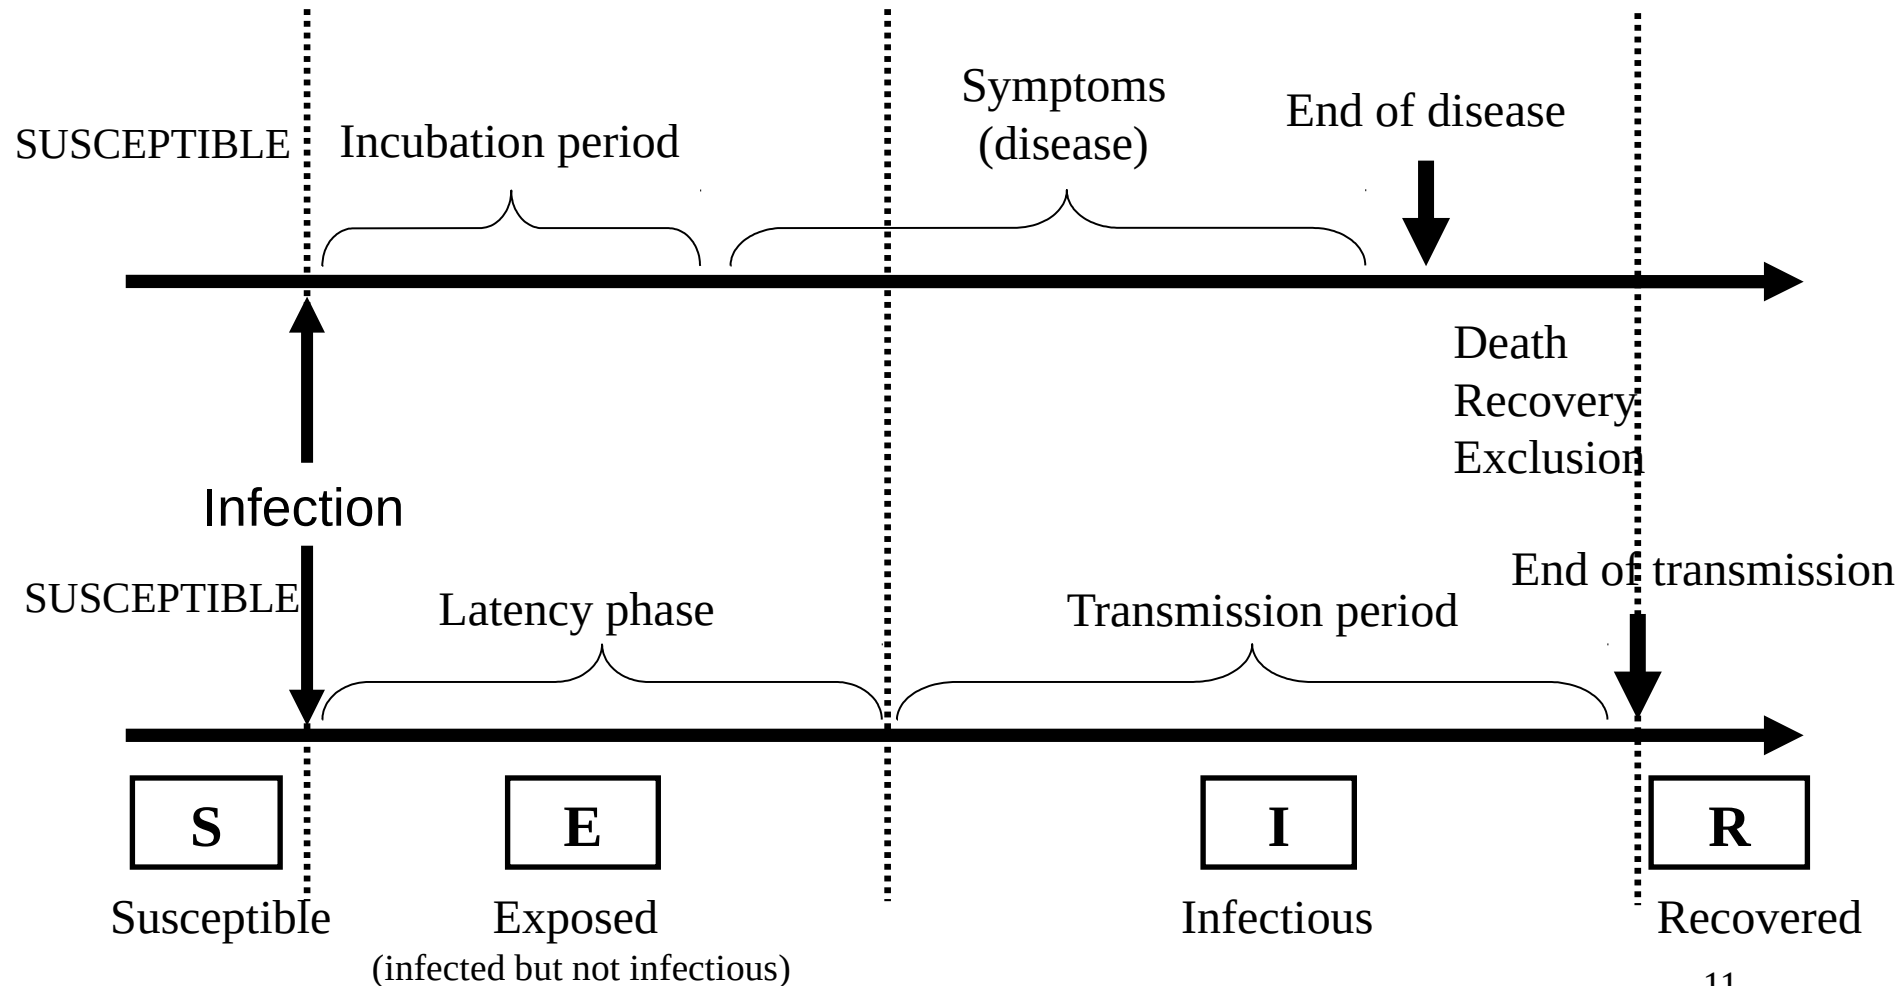 Symptoms
(disease)
End of disease
SUSCEPTIBLE
Incubation period
Death
Recovery
Exclusion
Infection
End of transmission
SUSCEPTIBLE
Latency phase
Transmission period
S
E
I
R
Susceptible
Exposed
Infectious
Recovered
(infected but not infectious)
11